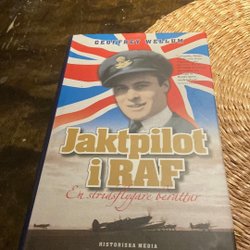 GEOFFREY WELLUM
Jaktpilot
i RAF
En stridsflygare berättar
HISTORISKA MEDIA